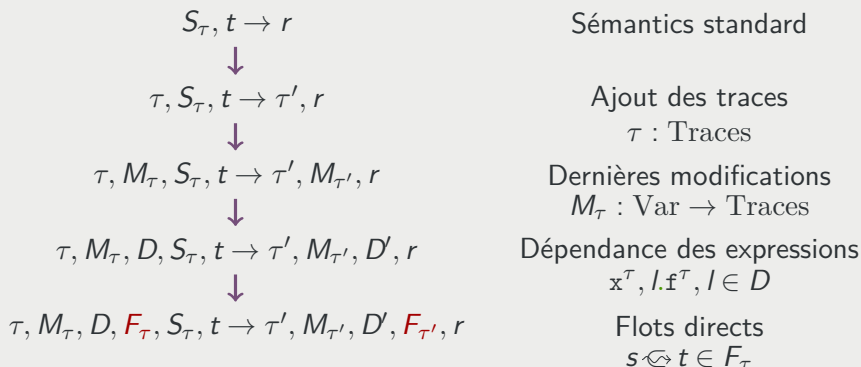 S_τ, t → r Sémantics standard
τ, S_τ, t → τ′, r Ajout des traces
τ : Traces
τ, M_τ, S_τ, t → τ′, M_τ′, r Dernières modifications
M_τ : Var → Traces
τ, M_τ, D, S_τ, t → τ′, M_τ′, D′, r Dépendance des expressions
x^τ, l.f^τ, l ∈ D
τ, M_τ, D, F_τ, S_τ, t → τ′, M_τ′, D′, F_τ′, r Flots directs
s ⟿ t ∈ F_τ